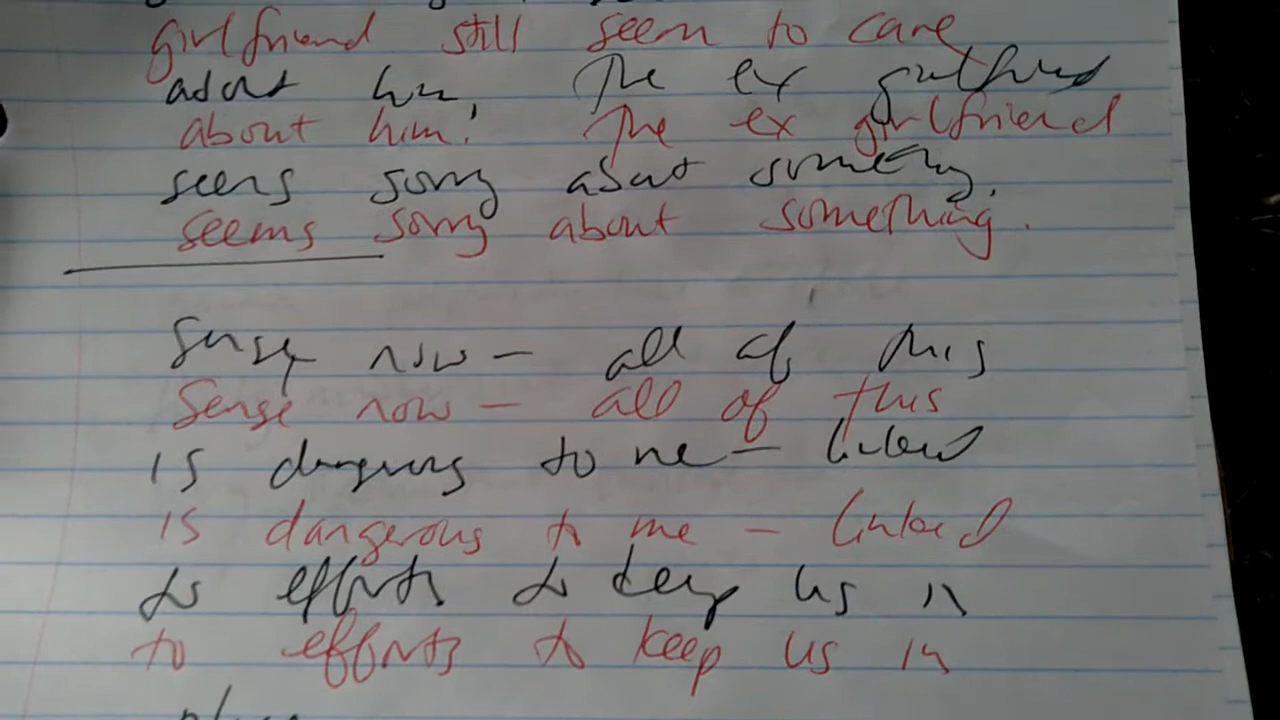 girlfriend still seem to care
about him. The ex girlfriend
about him. The ex girlfriend
seems sorry about something.
seems sorry about something.
Sense now – all of this
Sense now – all of this
is dangerous to me – linked
is dangerous to me – linked
to efforts to keep us in
to efforts to keep us in